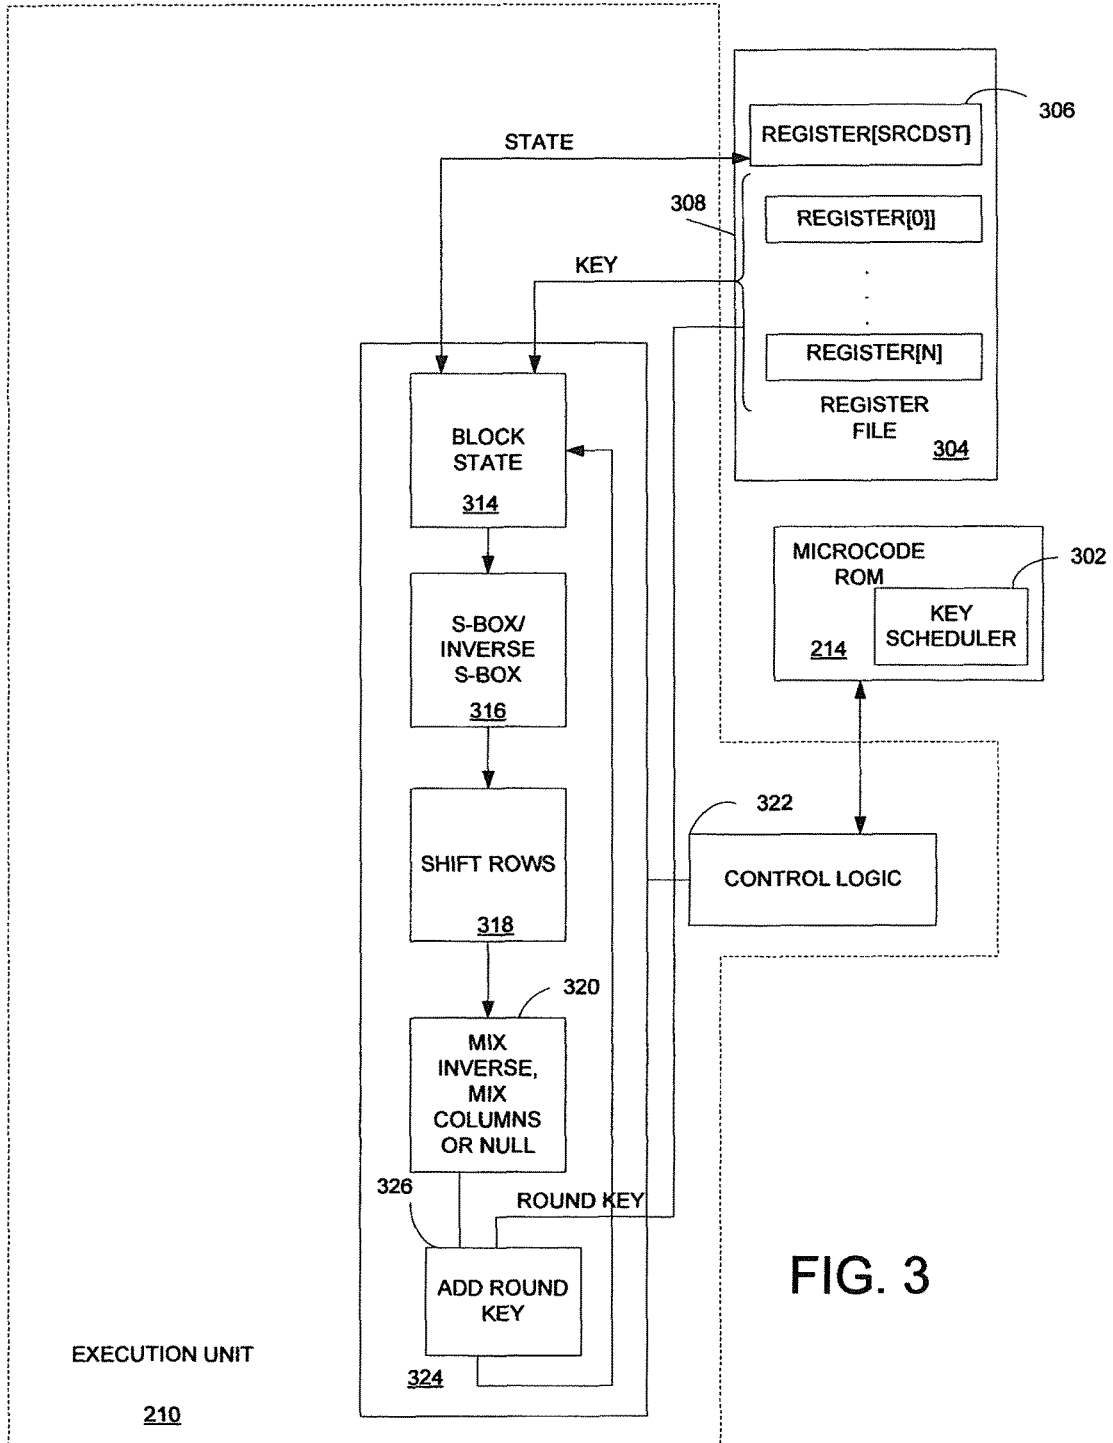 306
REGISTER[SRCDST]
STATE
308
REGISTER[0]]
KEY
REGISTER[N]
REGISTER
FILE
304
BLOCK
STATE
314
MICROCODE
ROM
302
KEY
SCHEDULER
214
S-BOX/
INVERSE
S-BOX
316
322
CONTROL LOGIC
SHIFT ROWS
318
320
MIX
INVERSE,
MIX
COLUMNS
OR NULL
326
ROUND KEY
ADD ROUND
KEY
324
FIG. 3
EXECUTION UNIT
210